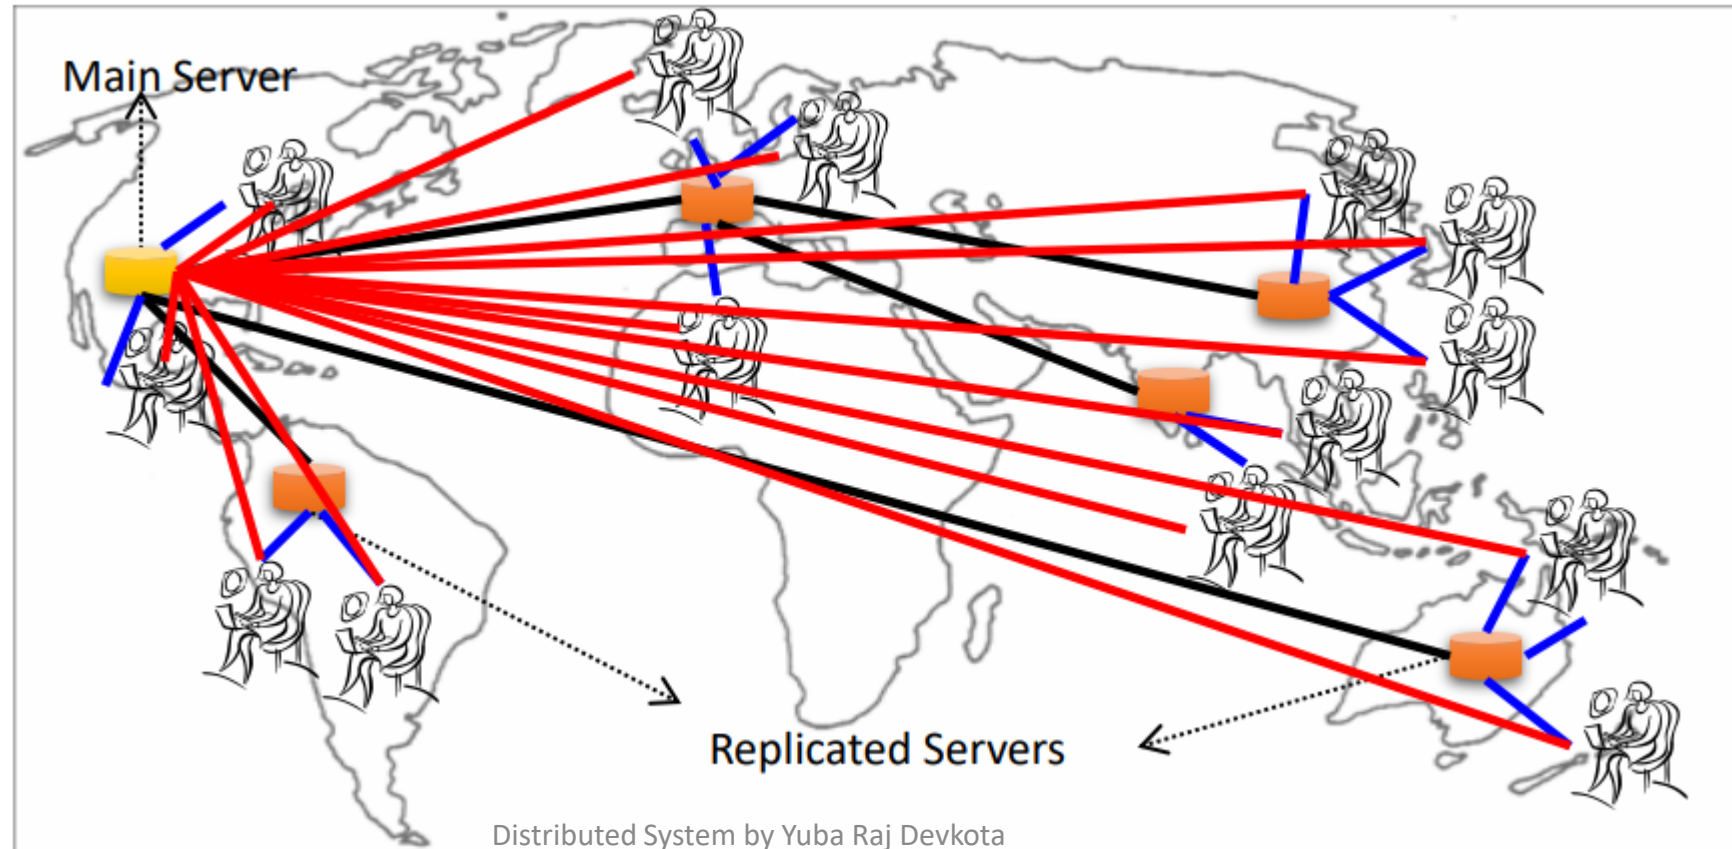 Main Server
Replicated Servers
Distributed System by Yuba Raj Devkota